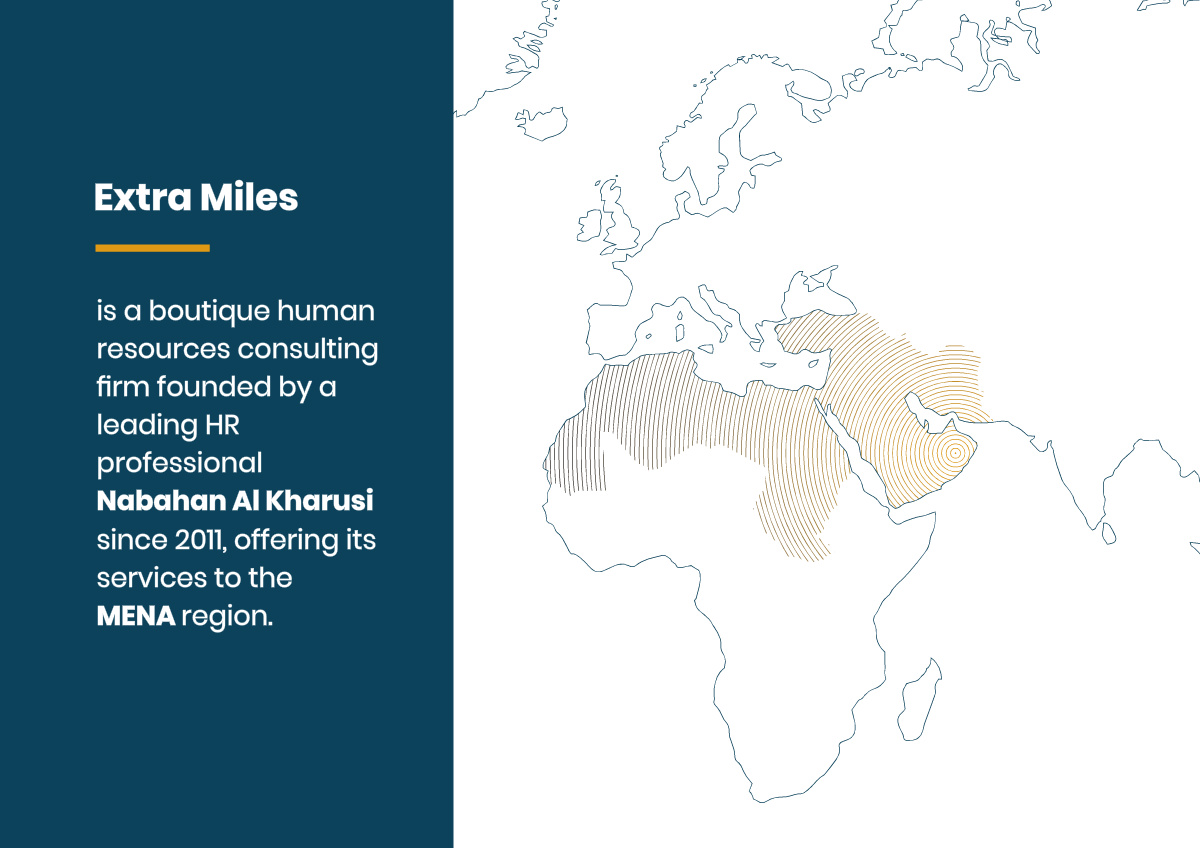 Extra Miles
is a boutique human
resources consulting
firm founded by a
leading HR
professional
Nabahan Al Kharusi
since 2011, offering its
services to the
MENA region.